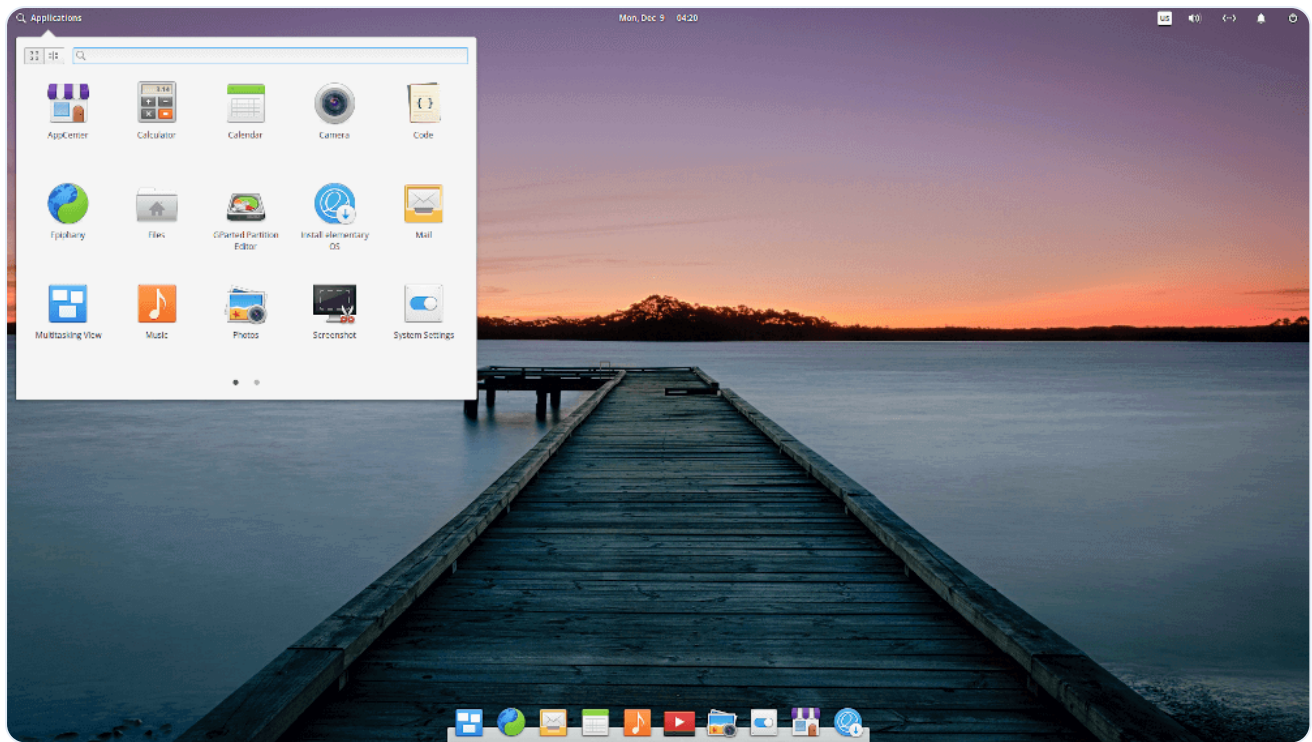 Applications
Mon, Dec 9 04:20
us
AppCenter
Calculator
Calendar
Camera
Code
Epiphany
Files
GParted Partition
Editor
Install elementary
OS
Mail
Multitasking View
Music
Photos
Screenshot
System Settings